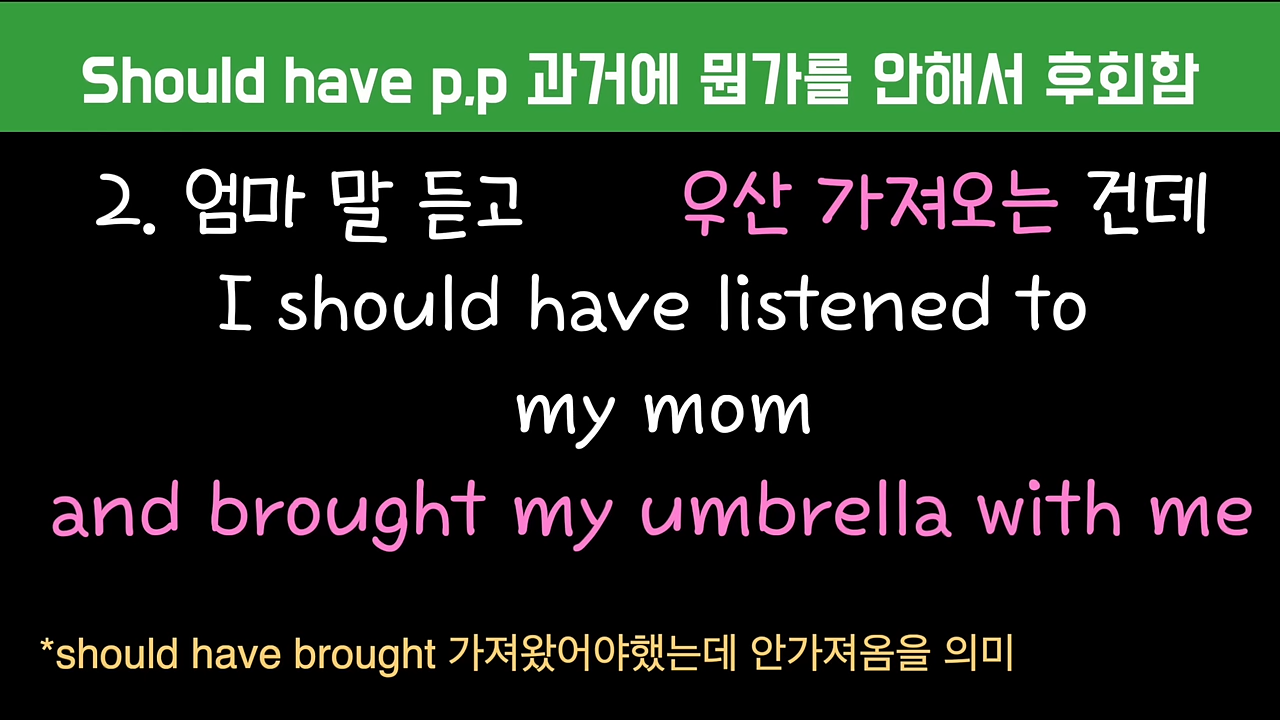 Should have p,p 과거에 뭔가를 안해서 후회함
2. 엄마 말 듣고 우산 가져오는 건데
I should have listened to
my mom
and brought my umbrella with me
*should have brought 가져왔어야했는데 안가져옴을 의미